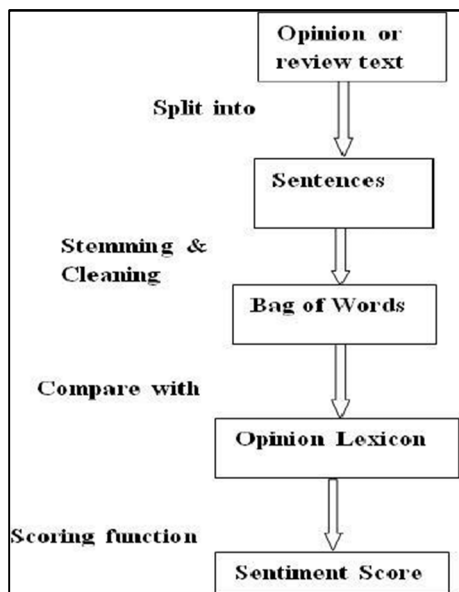 Opinion or
review text
Split into
Sentences
Stemming &
Cleaning
Bag of Words
Compare with
Opinion Lexicon
Scoring function
Sentiment Score